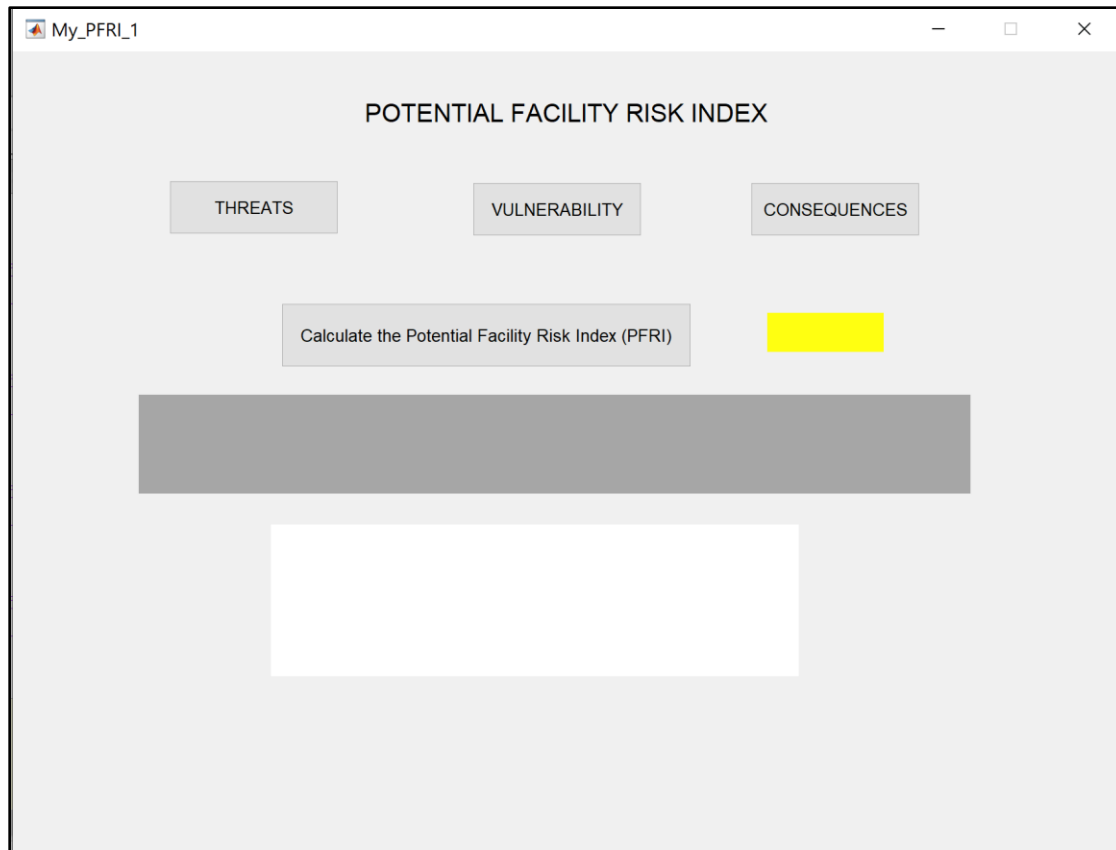 My_PFRI_1
POTENTIAL FACILITY RISK INDEX
THREATS
VULNERABILITY
CONSEQUENCES
Calculate the Potential Facility Risk Index (PFRI)